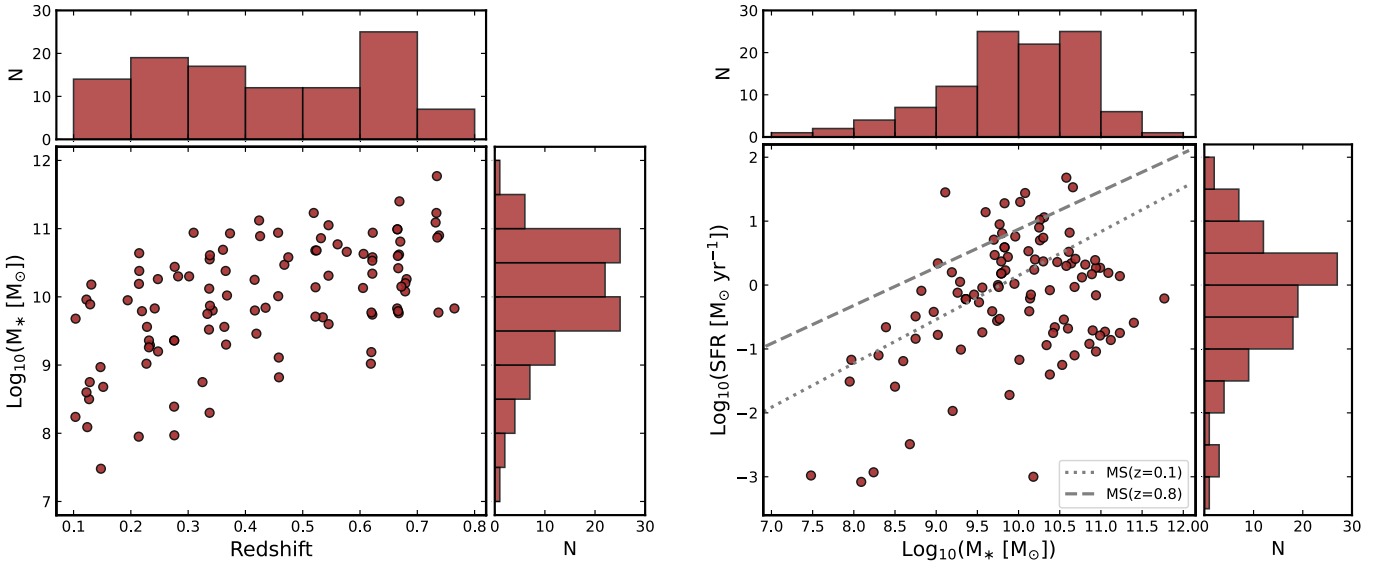 30
20
10
0
N
30
20
10
0
N
12
11
10
9
8
7
Log₁₀(M∗ [M⊙])
0.1 0.2 0.3 0.4 0.5 0.6 0.7 0.8
Redshift
0 10 20 30
N
2
1
0
−1
−2
−3
Log₁₀(SFR [M⊙ yr⁻¹])
MS(z=0.1)
MS(z=0.8)
7.0 7.5 8.0 8.5 9.0 9.5 10.0 10.5 11.0 11.5 12.0
Log₁₀(M∗ [M⊙])
0 10 20 30
N